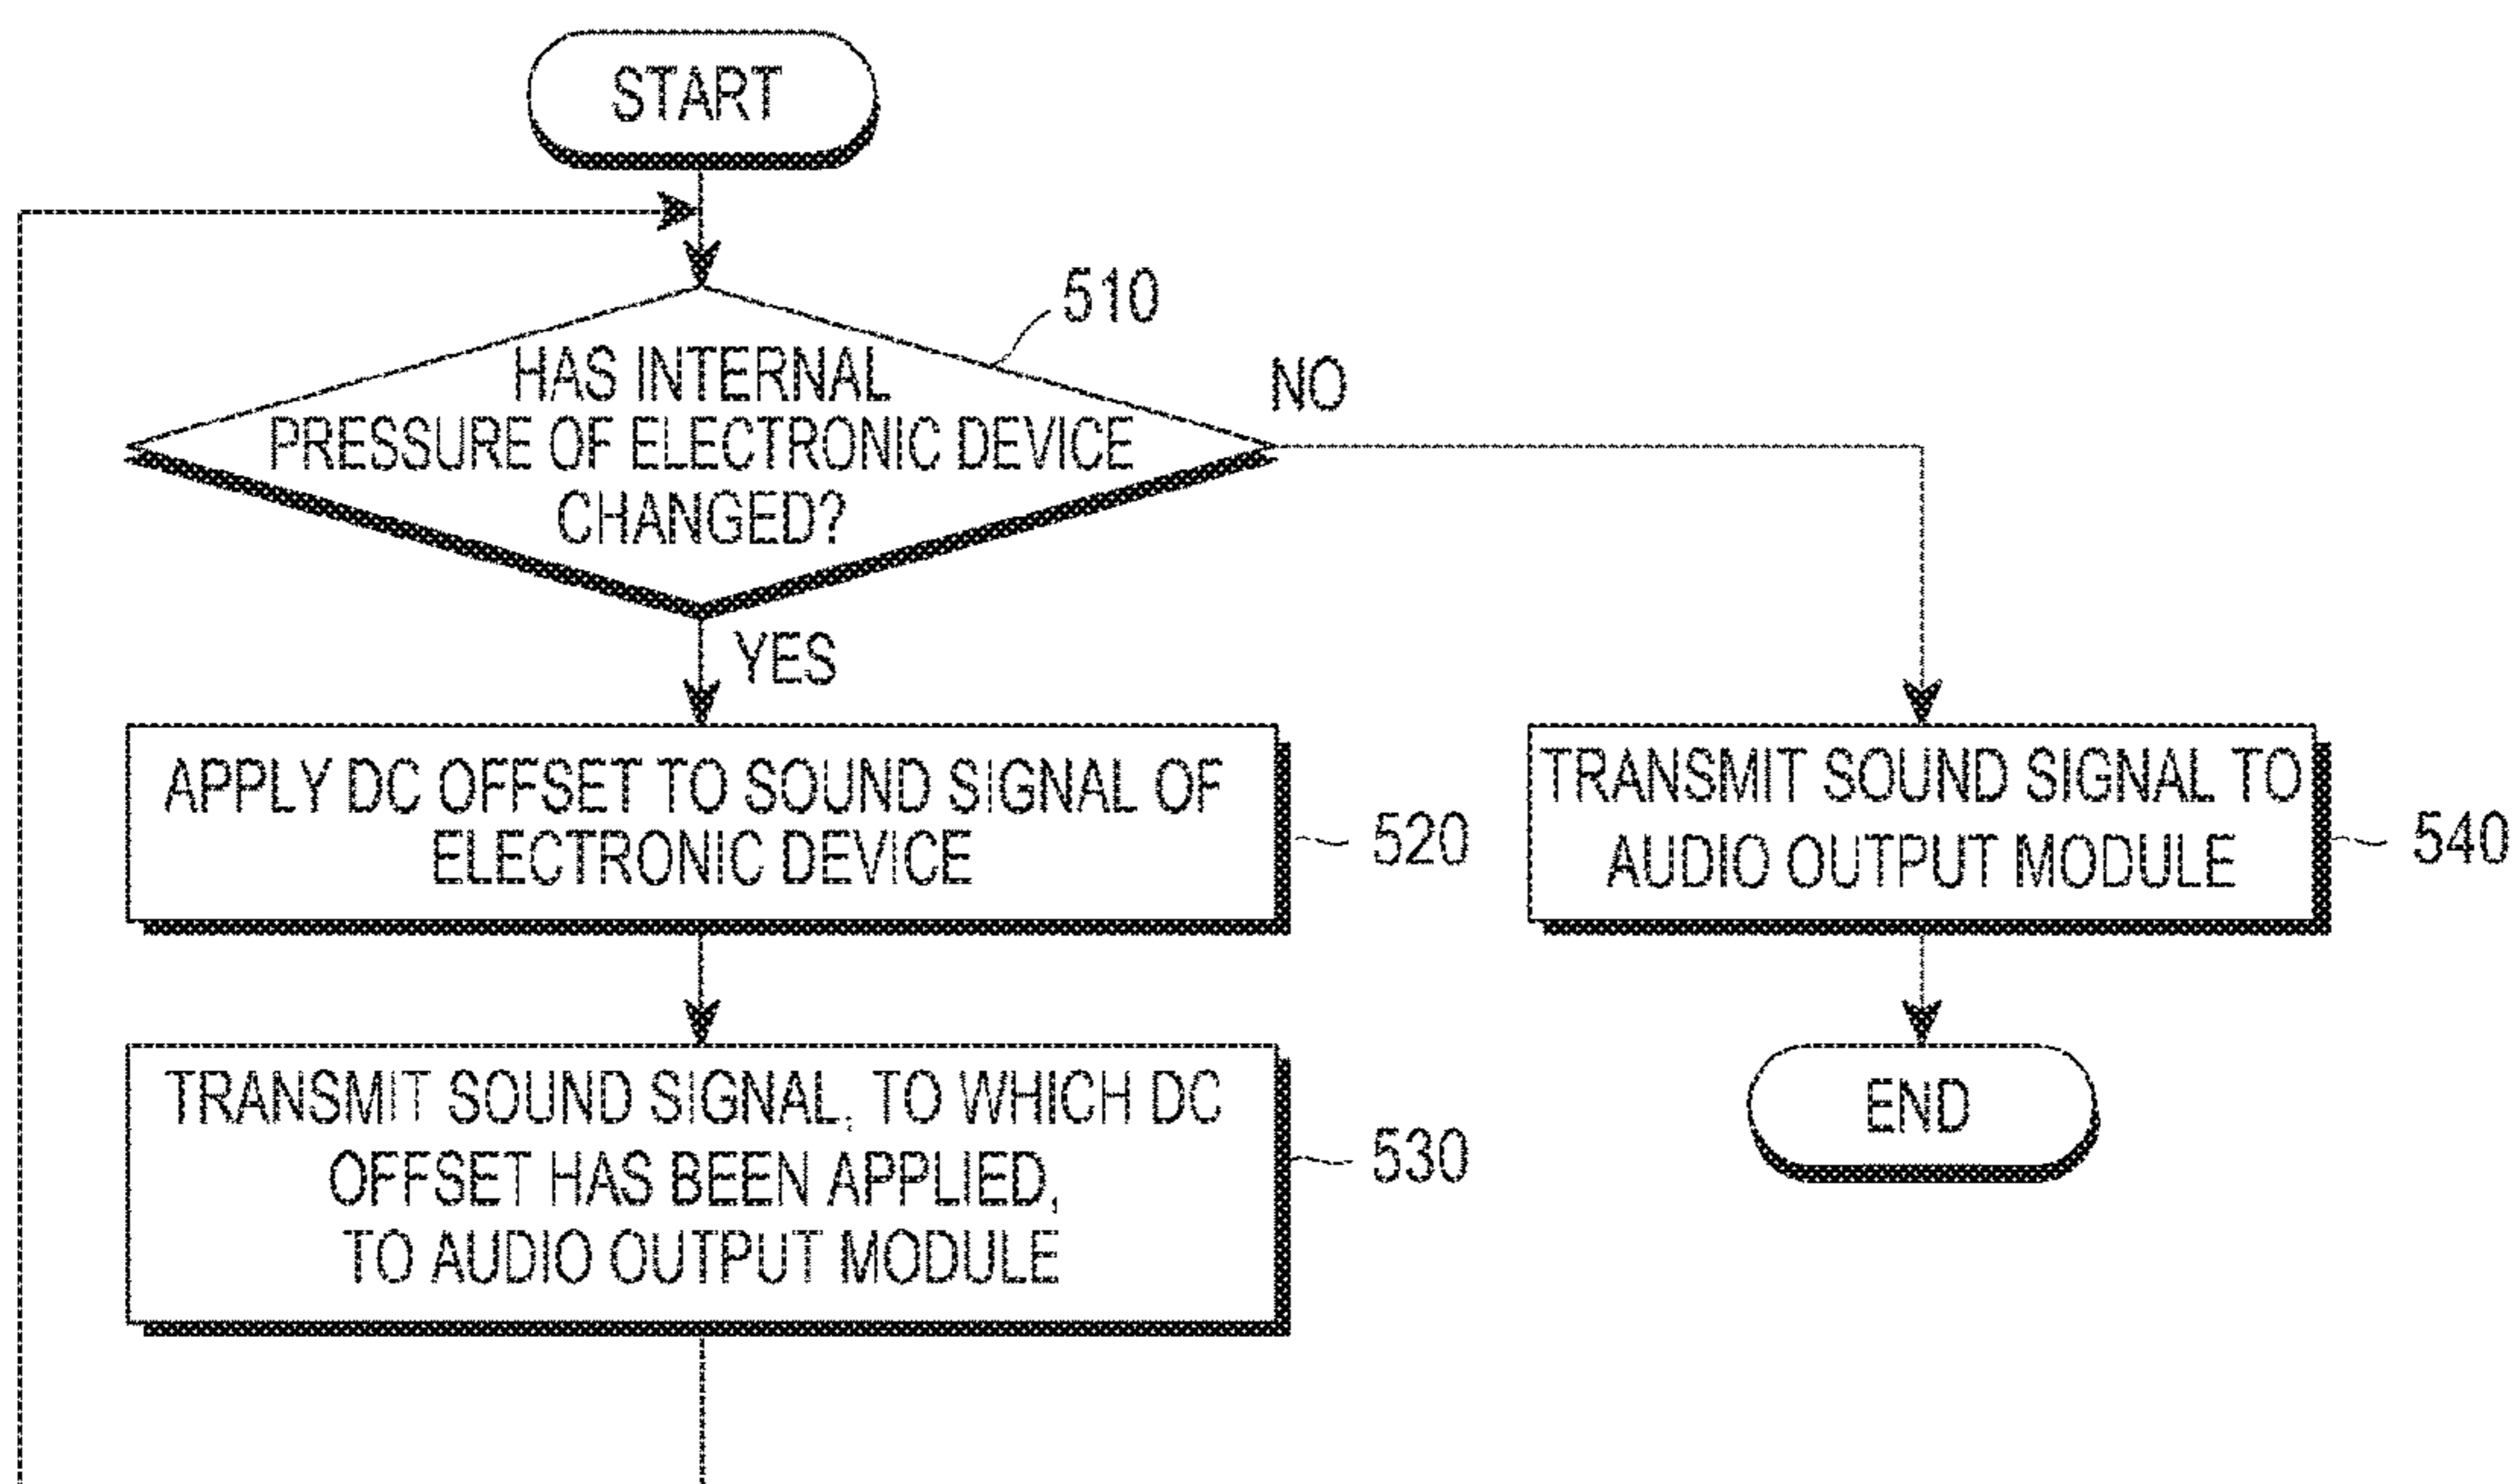 START
510
HAS INTERNAL
PRESSURE OF ELECTRONIC DEVICE
CHANGED?
NO
YES
APPLY DC OFFSET TO SOUND SIGNAL OF
ELECTRONIC DEVICE
520
TRANSMIT SOUND SIGNAL TO
AUDIO OUTPUT MODULE
540
TRANSMIT SOUND SIGNAL, TO WHICH DC
OFFSET HAS BEEN APPLIED,
TO AUDIO OUTPUT MODULE
530
END